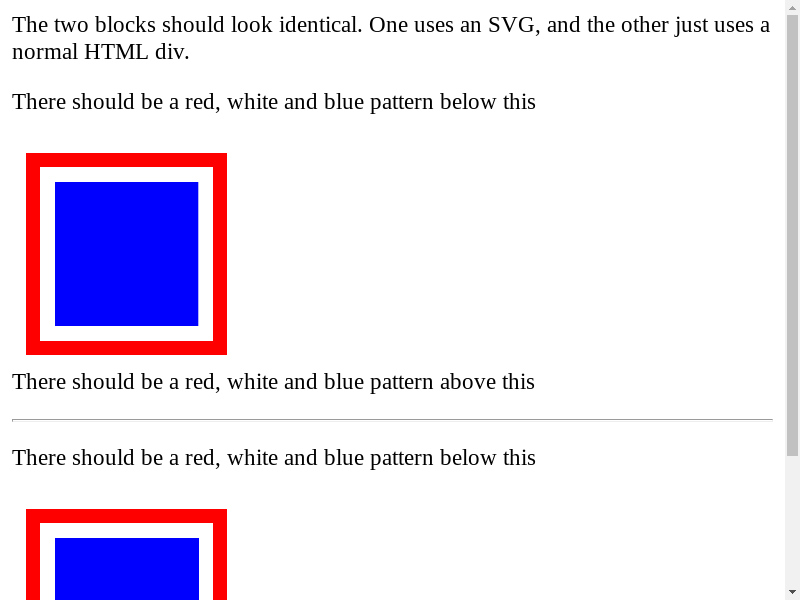 The two blocks should look identical. One uses an SVG, and the other just uses a
normal HTML div.
There should be a red, white and blue pattern below this
There should be a red, white and blue pattern above this
There should be a red, white and blue pattern below this